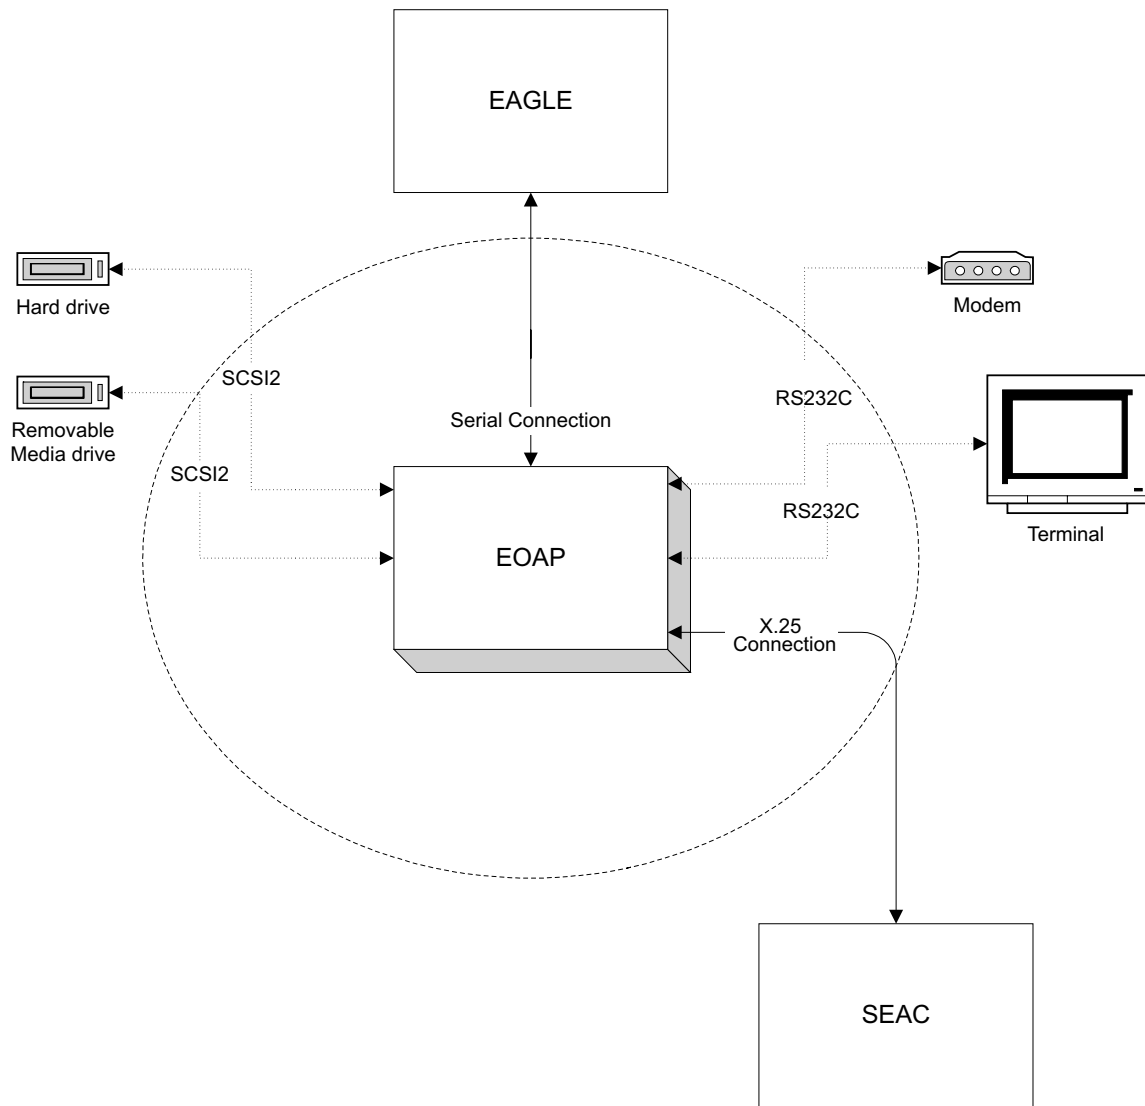 EAGLE
Hard drive
Modem
SCSI2
RS232C
Removable
Media drive
Serial Connection
SCSI2
RS232C
Terminal
EOAP
X.25
Connection
SEAC